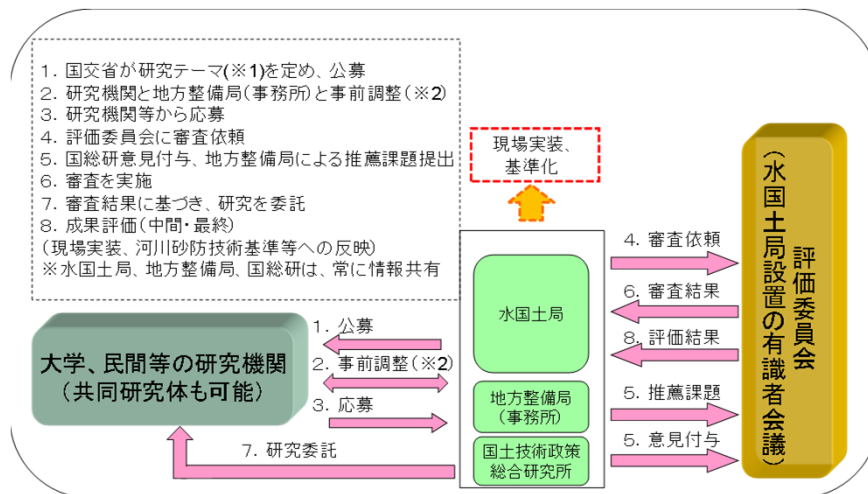 1. 国交省が研究テーマ(※1)を定め、公募
2. 研究機関と地方整備局(事務所)と事前調整(※2)
3. 研究機関等から応募
4. 評価委員会に審査依頼
5. 国総研意見付与、地方整備局による推薦課題提出
6. 審査を実施
7. 審査結果に基づき、研究を委託
8. 成果評価(中間・最終)
(現場実装、河川砂防技術基準等への反映)
※水国土局、地方整備局、国総研は、常に情報共有
現場実装、
基準化
大学、民間等の研究機関
(共同研究体も可能)
1. 公募
2. 事前調整(※2)
3. 応募
7. 研究委託
水国土局
地方整備局
(事務所)
国土技術政策
総合研究所
4. 審査依頼
6. 審査結果
8. 評価結果
5. 推薦課題
5. 意見付与
評価委員会
(水国土局設置の有識者会議)